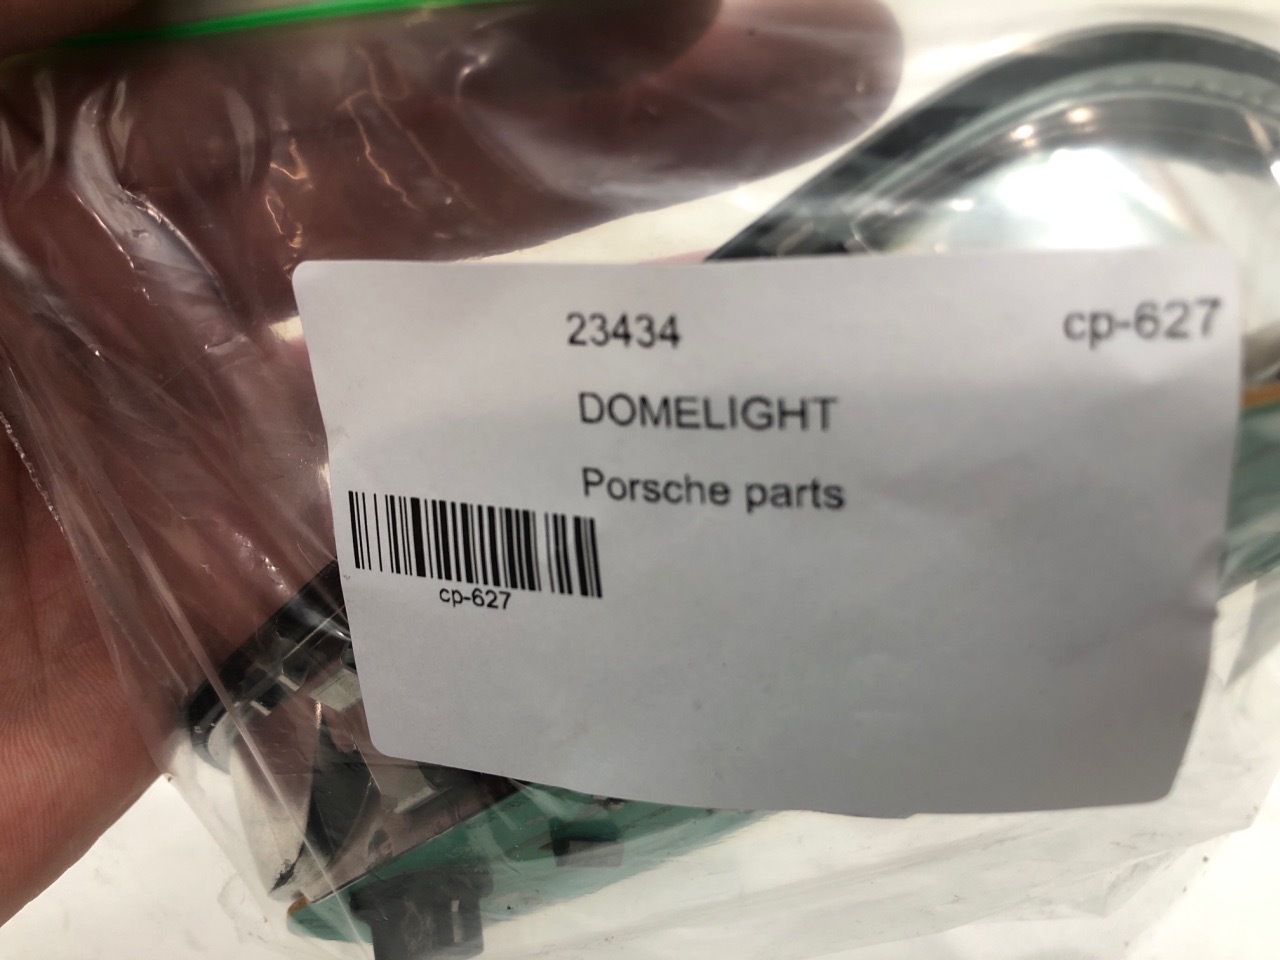 23434
cp-627
DOMELIGHT
Porsche parts
cp-627